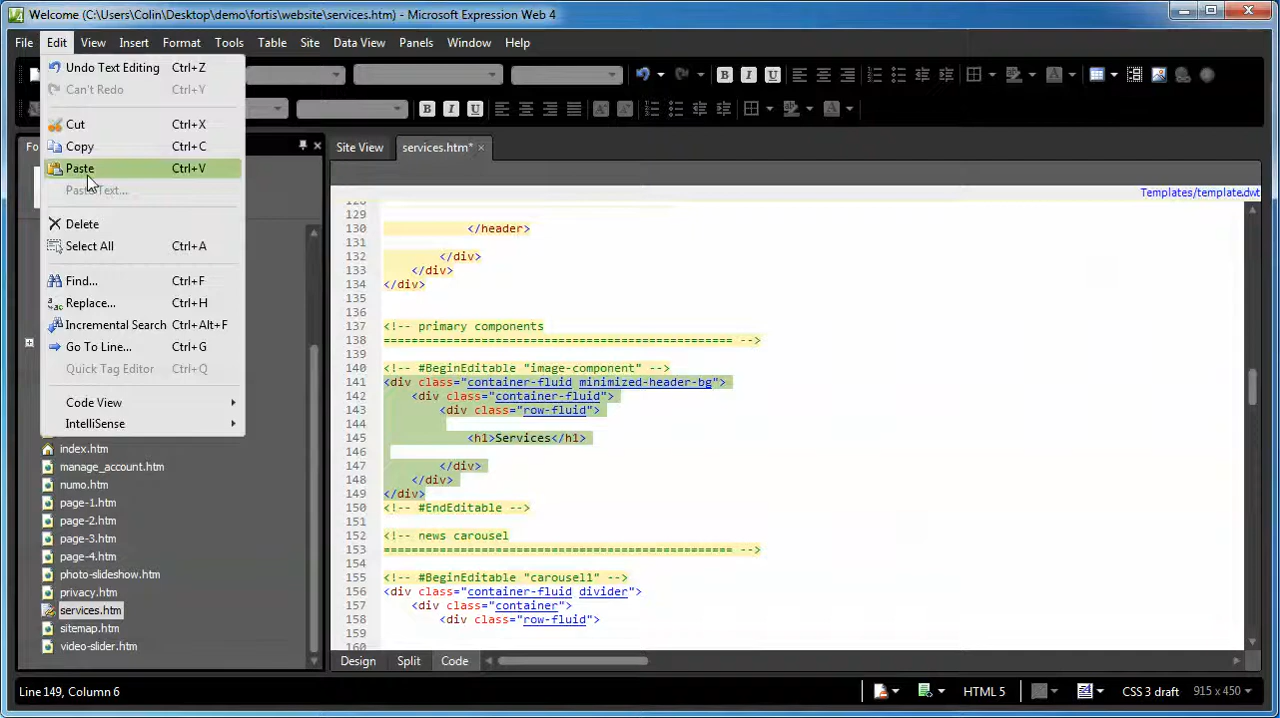 Welcome (C:\Users\Colin\Desktop\demo\fortis\website\services.htm) - Microsoft Expression Web 4
File Edit View Insert Format Tools Table Site Data View Panels Window Help
Undo Text Editing Ctrl+Z
Can't Redo Ctrl+Y
Cut Ctrl+X
Copy Ctrl+C
Paste Ctrl+V
Text...
Delete
Select All Ctrl+A
Find... Ctrl+F
Replace... Ctrl+H
Incremental Search Ctrl+Alt+F
Go To Line... Ctrl+G
Quick Tag Editor Ctrl+Q
Code View
IntelliSense
Fo
index.htm
manage_account.htm
numo.htm
page-1.htm
page-2.htm
page-3.htm
page-4.htm
photo-slideshow.htm
privacy.htm
services.htm
sitemap.htm
video-slider.htm
Site View services.htm*
Templates/template.dwt
128
129
130 </header>
131
132 </div>
133 </div>
134 </div>
135
136
137 <!-- primary components
138 ================================================== -->
139
140 <!-- #BeginEditable "image-component" -->
141 <div class="container-fluid minimized-header-bg">
142 <div class="container-fluid">
143 <div class="row-fluid">
144
145 <h1>Services</h1>
146
147 </div>
148 </div>
149 </div>
150 <!-- #EndEditable -->
151
152 <!-- news carousel
153 ================================================== -->
154
155 <!-- #BeginEditable "carousel1" -->
156 <div class="container-fluid divider">
157 <div class="container">
158 <div class="row-fluid">
159
160
Design Split Code
Line 149, Column 6
HTML 5 CSS 3 draft 915 x 450